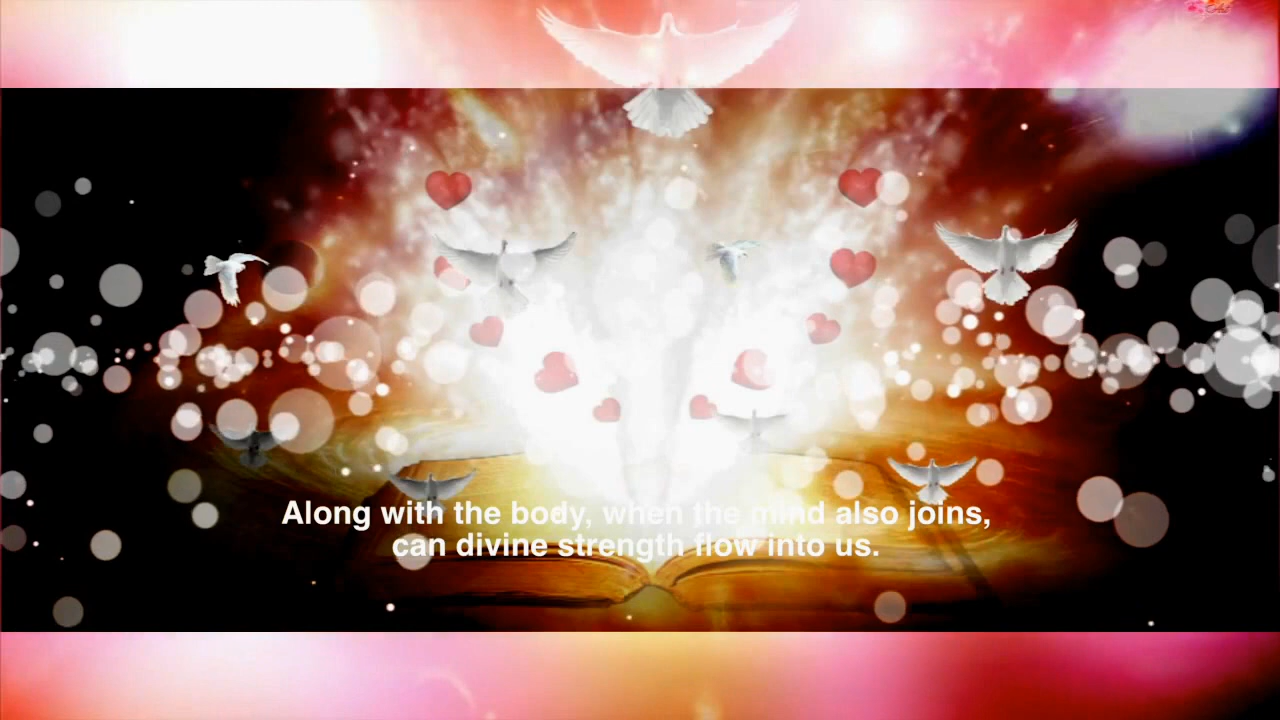 Along with the body, when the mind also joins,
can divine strength flow into us.